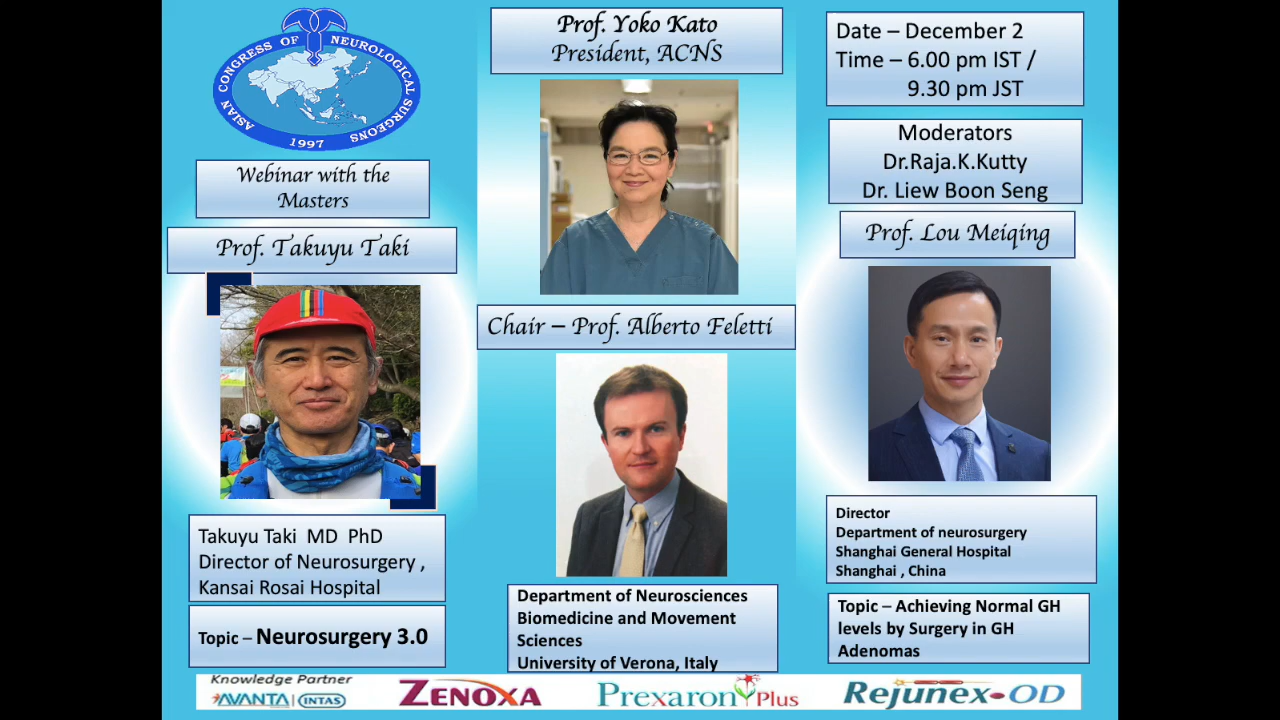 ASIAN CONGRESS OF NEUROLOGICAL SURGEONS
1997
Webinar with the
Masters
Prof. Takuyu Taki
Takuyu Taki MD PhD
Director of Neurosurgery ,
Kansai Rosai Hospital
Topic – Neurosurgery 3.0
Prof. Yoko Kato
President, ACNS
Chair – Prof. Alberto Feletti
Department of Neurosciences
Biomedicine and Movement
Sciences
University of Verona, Italy
Date – December 2
Time – 6.00 pm IST /
9.30 pm JST
Moderators
Dr.Raja.K.Kutty
Dr. Liew Boon Seng
Prof. Lou Meiqing
Director
Department of neurosurgery
Shanghai General Hospital
Shanghai , China
Topic – Achieving Normal GH
levels by Surgery in GH
Adenomas
Knowledge Partner
AVANTA INTAS
ZENOXA
Prexaron Plus
Rejunex-OD